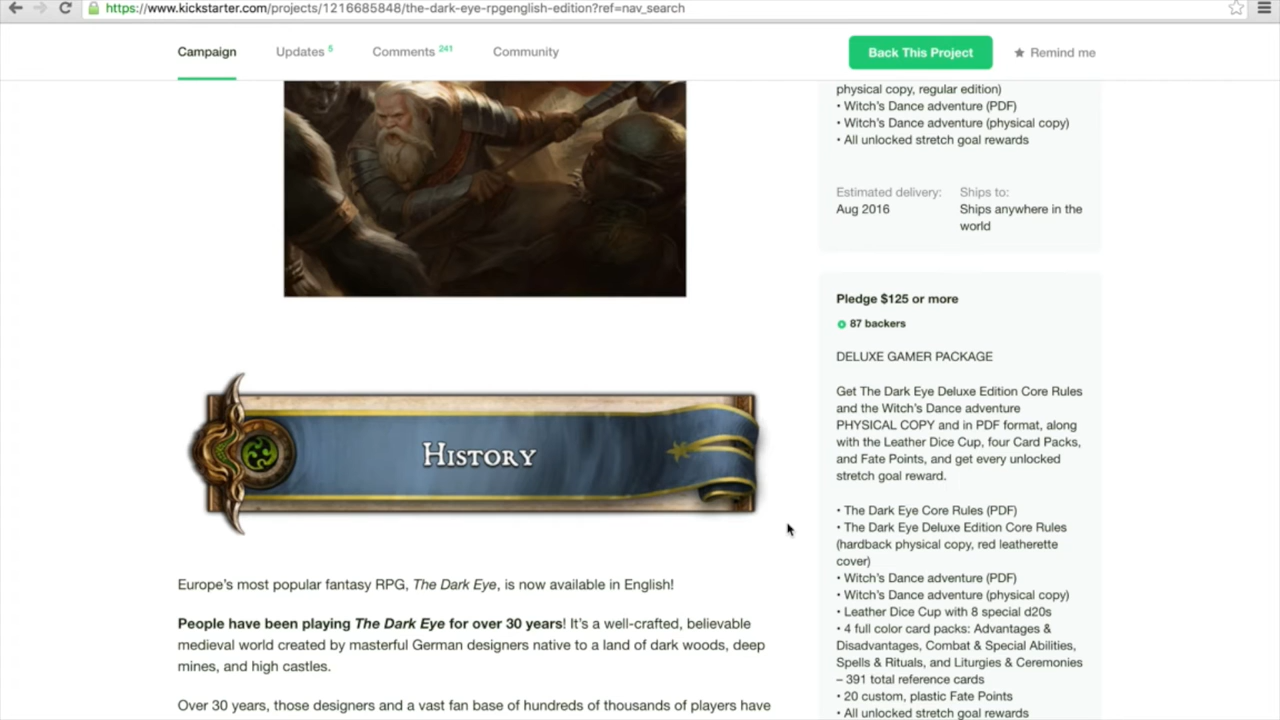 https://www.kickstarter.com/projects/1216685848/the-dark-eye-rpgenglish-edition?ref=nav_search
Campaign
Updates 5
Comments 241
Community
Back This Project
Remind me
physical copy, regular edition)
• Witch's Dance adventure (PDF)
• Witch's Dance adventure (physical copy)
• All unlocked stretch goal rewards
Estimated delivery:
Aug 2016
Ships to:
Ships anywhere in the
world
Pledge $125 or more
87 backers
DELUXE GAMER PACKAGE
Get The Dark Eye Deluxe Edition Core Rules
and the Witch's Dance adventure
PHYSICAL COPY and in PDF format, along
with the Leather Dice Cup, four Card Packs,
and Fate Points, and get every unlocked
stretch goal reward.
• The Dark Eye Core Rules (PDF)
• The Dark Eye Deluxe Edition Core Rules
(hardback physical copy, red leatherette
cover)
• Witch's Dance adventure (PDF)
• Witch's Dance adventure (physical copy)
• Leather Dice Cup with 8 special d20s
• 4 full color card packs: Advantages &
Disadvantages, Combat & Special Abilities,
Spells & Rituals, and Liturgies & Ceremonies
– 391 total reference cards
• 20 custom, plastic Fate Points
• All unlocked stretch goal rewards
History
Europe's most popular fantasy RPG, The Dark Eye, is now available in English!
People have been playing The Dark Eye for over 30 years! It's a well-crafted, believable
medieval world created by masterful German designers native to a land of dark woods, deep
mines, and high castles.
Over 30 years, those designers and a vast fan base of hundreds of thousands of players have